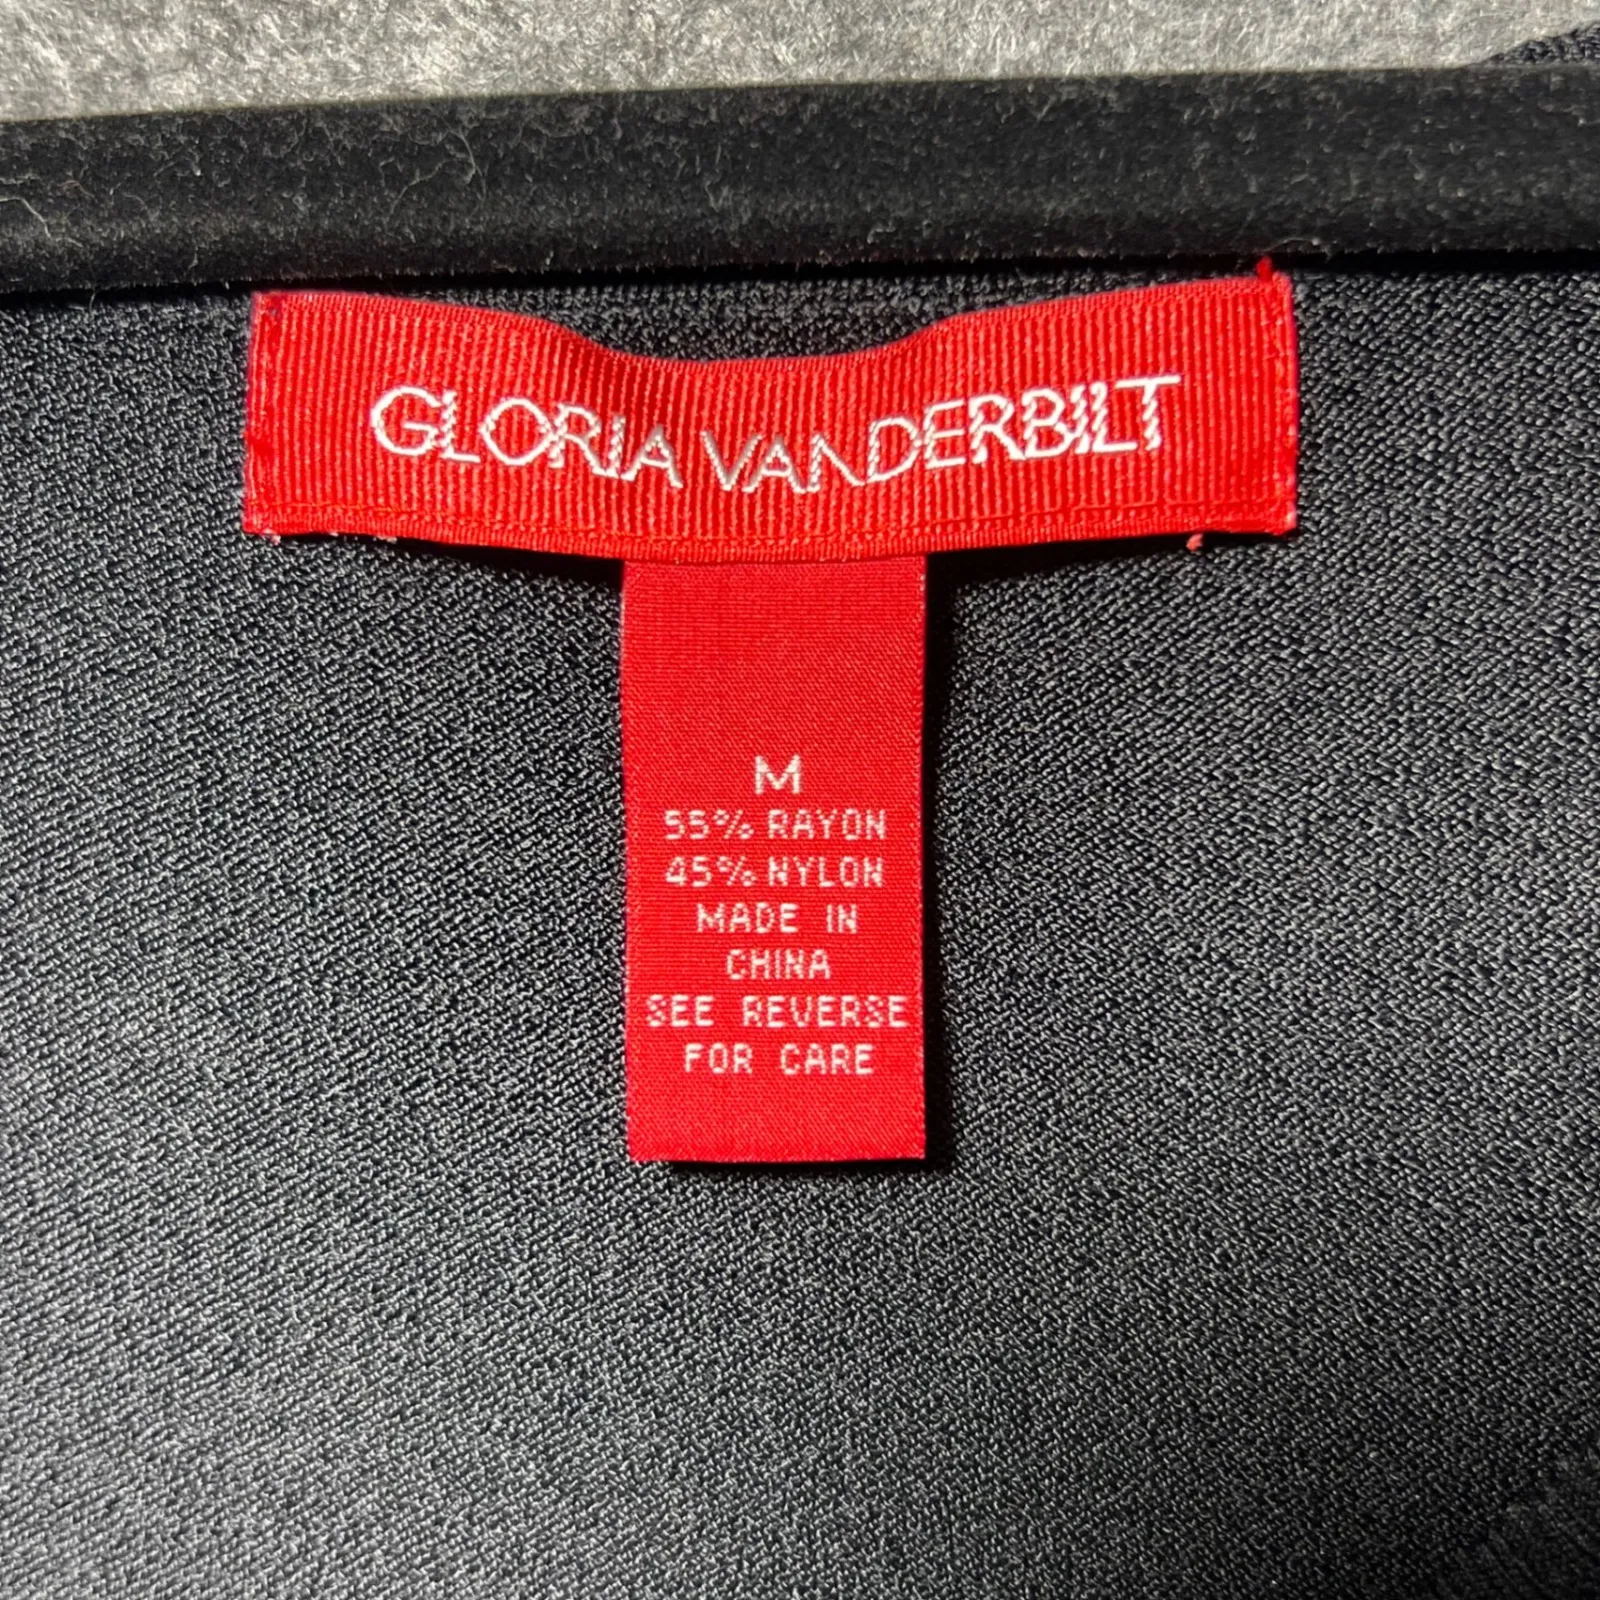 GLORIA VANDERBILT
M
55% RAYON
45% NYLON
MADE IN
CHINA
SEE REVERSE
FOR CARE